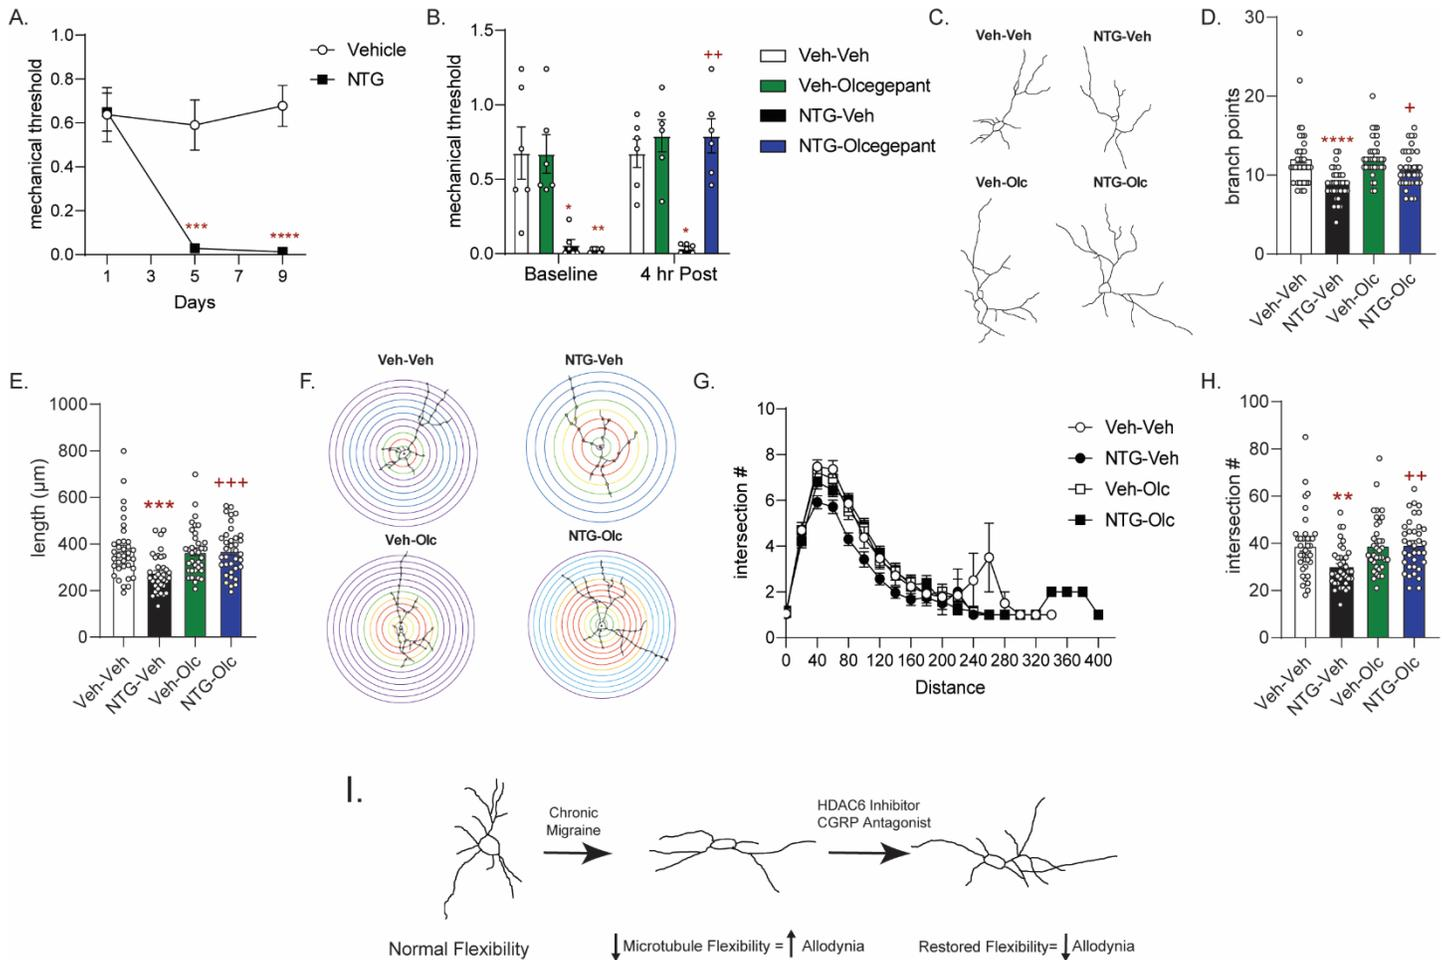 A.
1.0
0.8
0.6
0.4
0.2
0.0
mechanical threshold
1 3 5 7 9
Days
Vehicle
NTG
***
****
B.
1.5
1.0
0.5
0.0
mechanical threshold
Baseline 4 hr Post
*
**
*
++
Veh-Veh
Veh-Olcegepant
NTG-Veh
NTG-Olcegepant
C.
Veh-Veh NTG-Veh
Veh-Olc NTG-Olc
D.
30
20
10
0
branch points
****
+
Veh-Veh
NTG-Veh
Veh-Olc
NTG-Olc
E.
1000
800
600
400
200
0
length (µm)
***
+++
Veh-Veh
NTG-Veh
Veh-Olc
NTG-Olc
F.
Veh-Veh NTG-Veh
Veh-Olc NTG-Olc
G.
10
8
6
4
2
0
intersection #
0 40 80 120 160 200 240 280 320 360 400
Distance
Veh-Veh
NTG-Veh
Veh-Olc
NTG-Olc
H.
100
80
60
40
20
0
intersection #
**
++
Veh-Veh
NTG-Veh
Veh-Olc
NTG-Olc
I.
Chronic
Migraine
HDAC6 Inhibitor
CGRP Antagonist
Normal Flexibility
↓Microtubule Flexibility = ↑ Allodynia
Restored Flexibility= ↓Allodynia